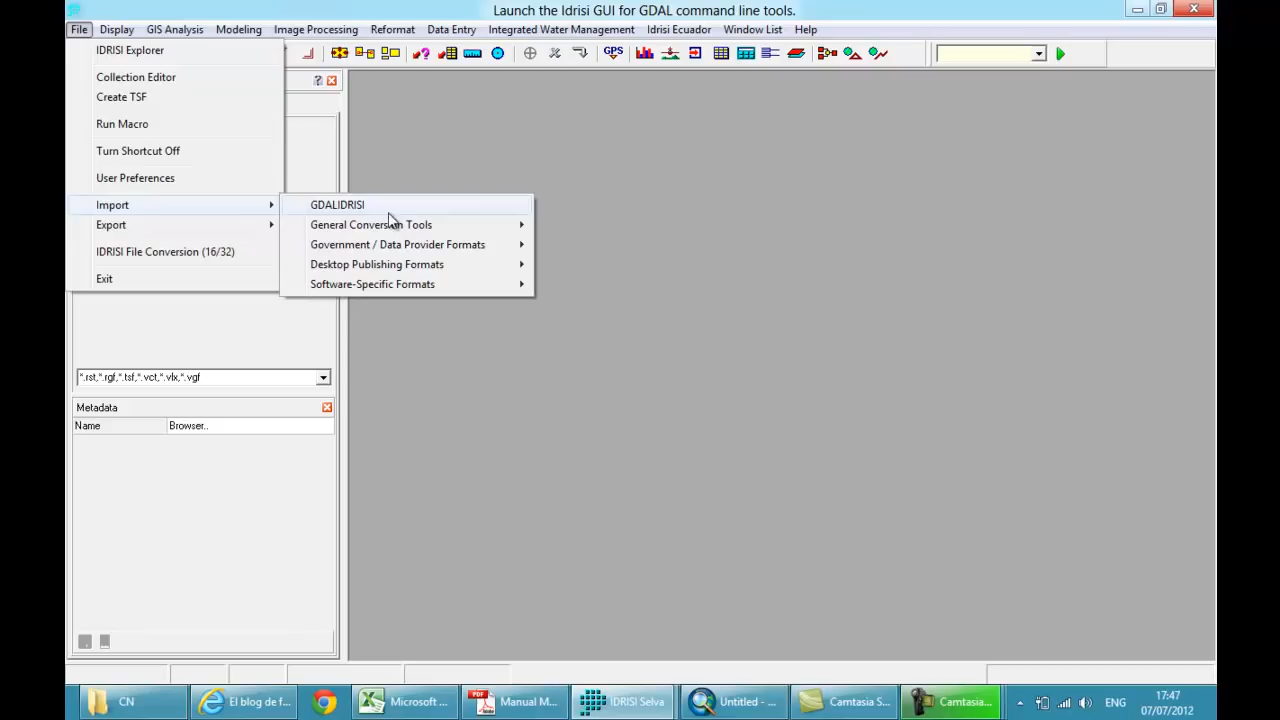 Launch the Idrisi GUI for GDAL command line tools.
File Display GIS Analysis Modeling Image Processing Reformat Data Entry Integrated Water Management Idrisi Ecuador Window List Help
GPS
IDRISI Explorer
Collection Editor
Create TSF
Run Macro
Turn Shortcut Off
User Preferences
Import
Export
IDRISI File Conversion (16/32)
Exit
GDALIDRISI
General Conversion Tools
Government / Data Provider Formats
Desktop Publishing Formats
Software-Specific Formats
*.rst,*.rgf,*.tsf,*.vct,*.vlx,*.vgf
Metadata
Name Browser..
CN El blog de f... Microsoft ... Manual M... IDRISI Selva Untitled - ... Camtasia S... Camtasia... ENG
17:47
07/07/2012